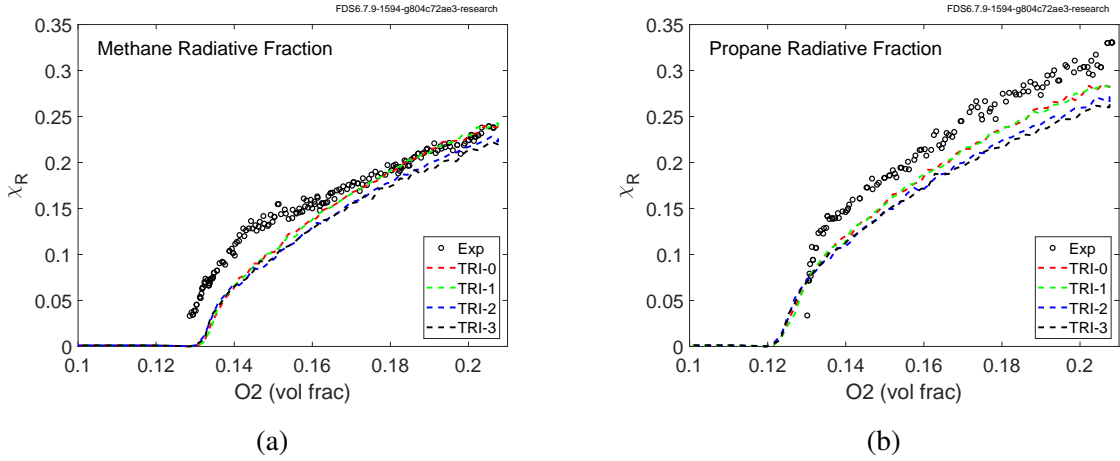 FDS6.7.9-1594-g804c72ae3-research
Methane Radiative Fraction
χR
0.35
0.3
0.25
0.2
0.15
0.1
0.05
0
0.1 0.12 0.14 0.16 0.18 0.2
O2 (vol frac)
Exp
TRI-0
TRI-1
TRI-2
TRI-3
(a)
FDS6.7.9-1594-g804c72ae3-research
Propane Radiative Fraction
χR
0.35
0.3
0.25
0.2
0.15
0.1
0.05
0
0.1 0.12 0.14 0.16 0.18 0.2
O2 (vol frac)
Exp
TRI-0
TRI-1
TRI-2
TRI-3
(b)